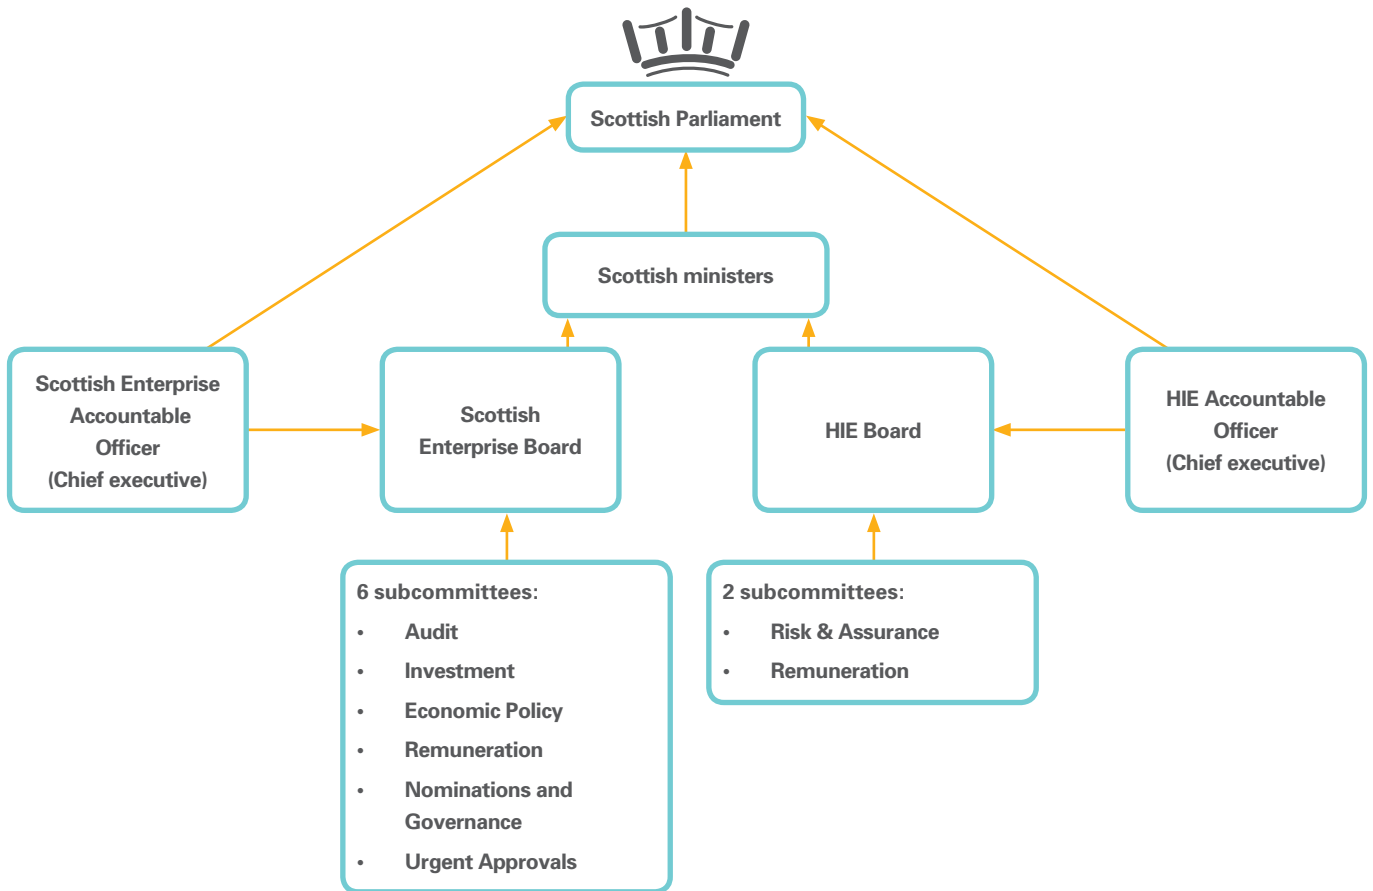 Scottish Parliament
Scottish ministers
Scottish Enterprise
Accountable
Officer
(Chief executive)
Scottish
Enterprise Board
HIE Board
HIE Accountable
Officer
(Chief executive)
6 subcommittees:
• Audit
• Investment
• Economic Policy
• Remuneration
• Nominations and
Governance
• Urgent Approvals
2 subcommittees:
• Risk & Assurance
• Remuneration